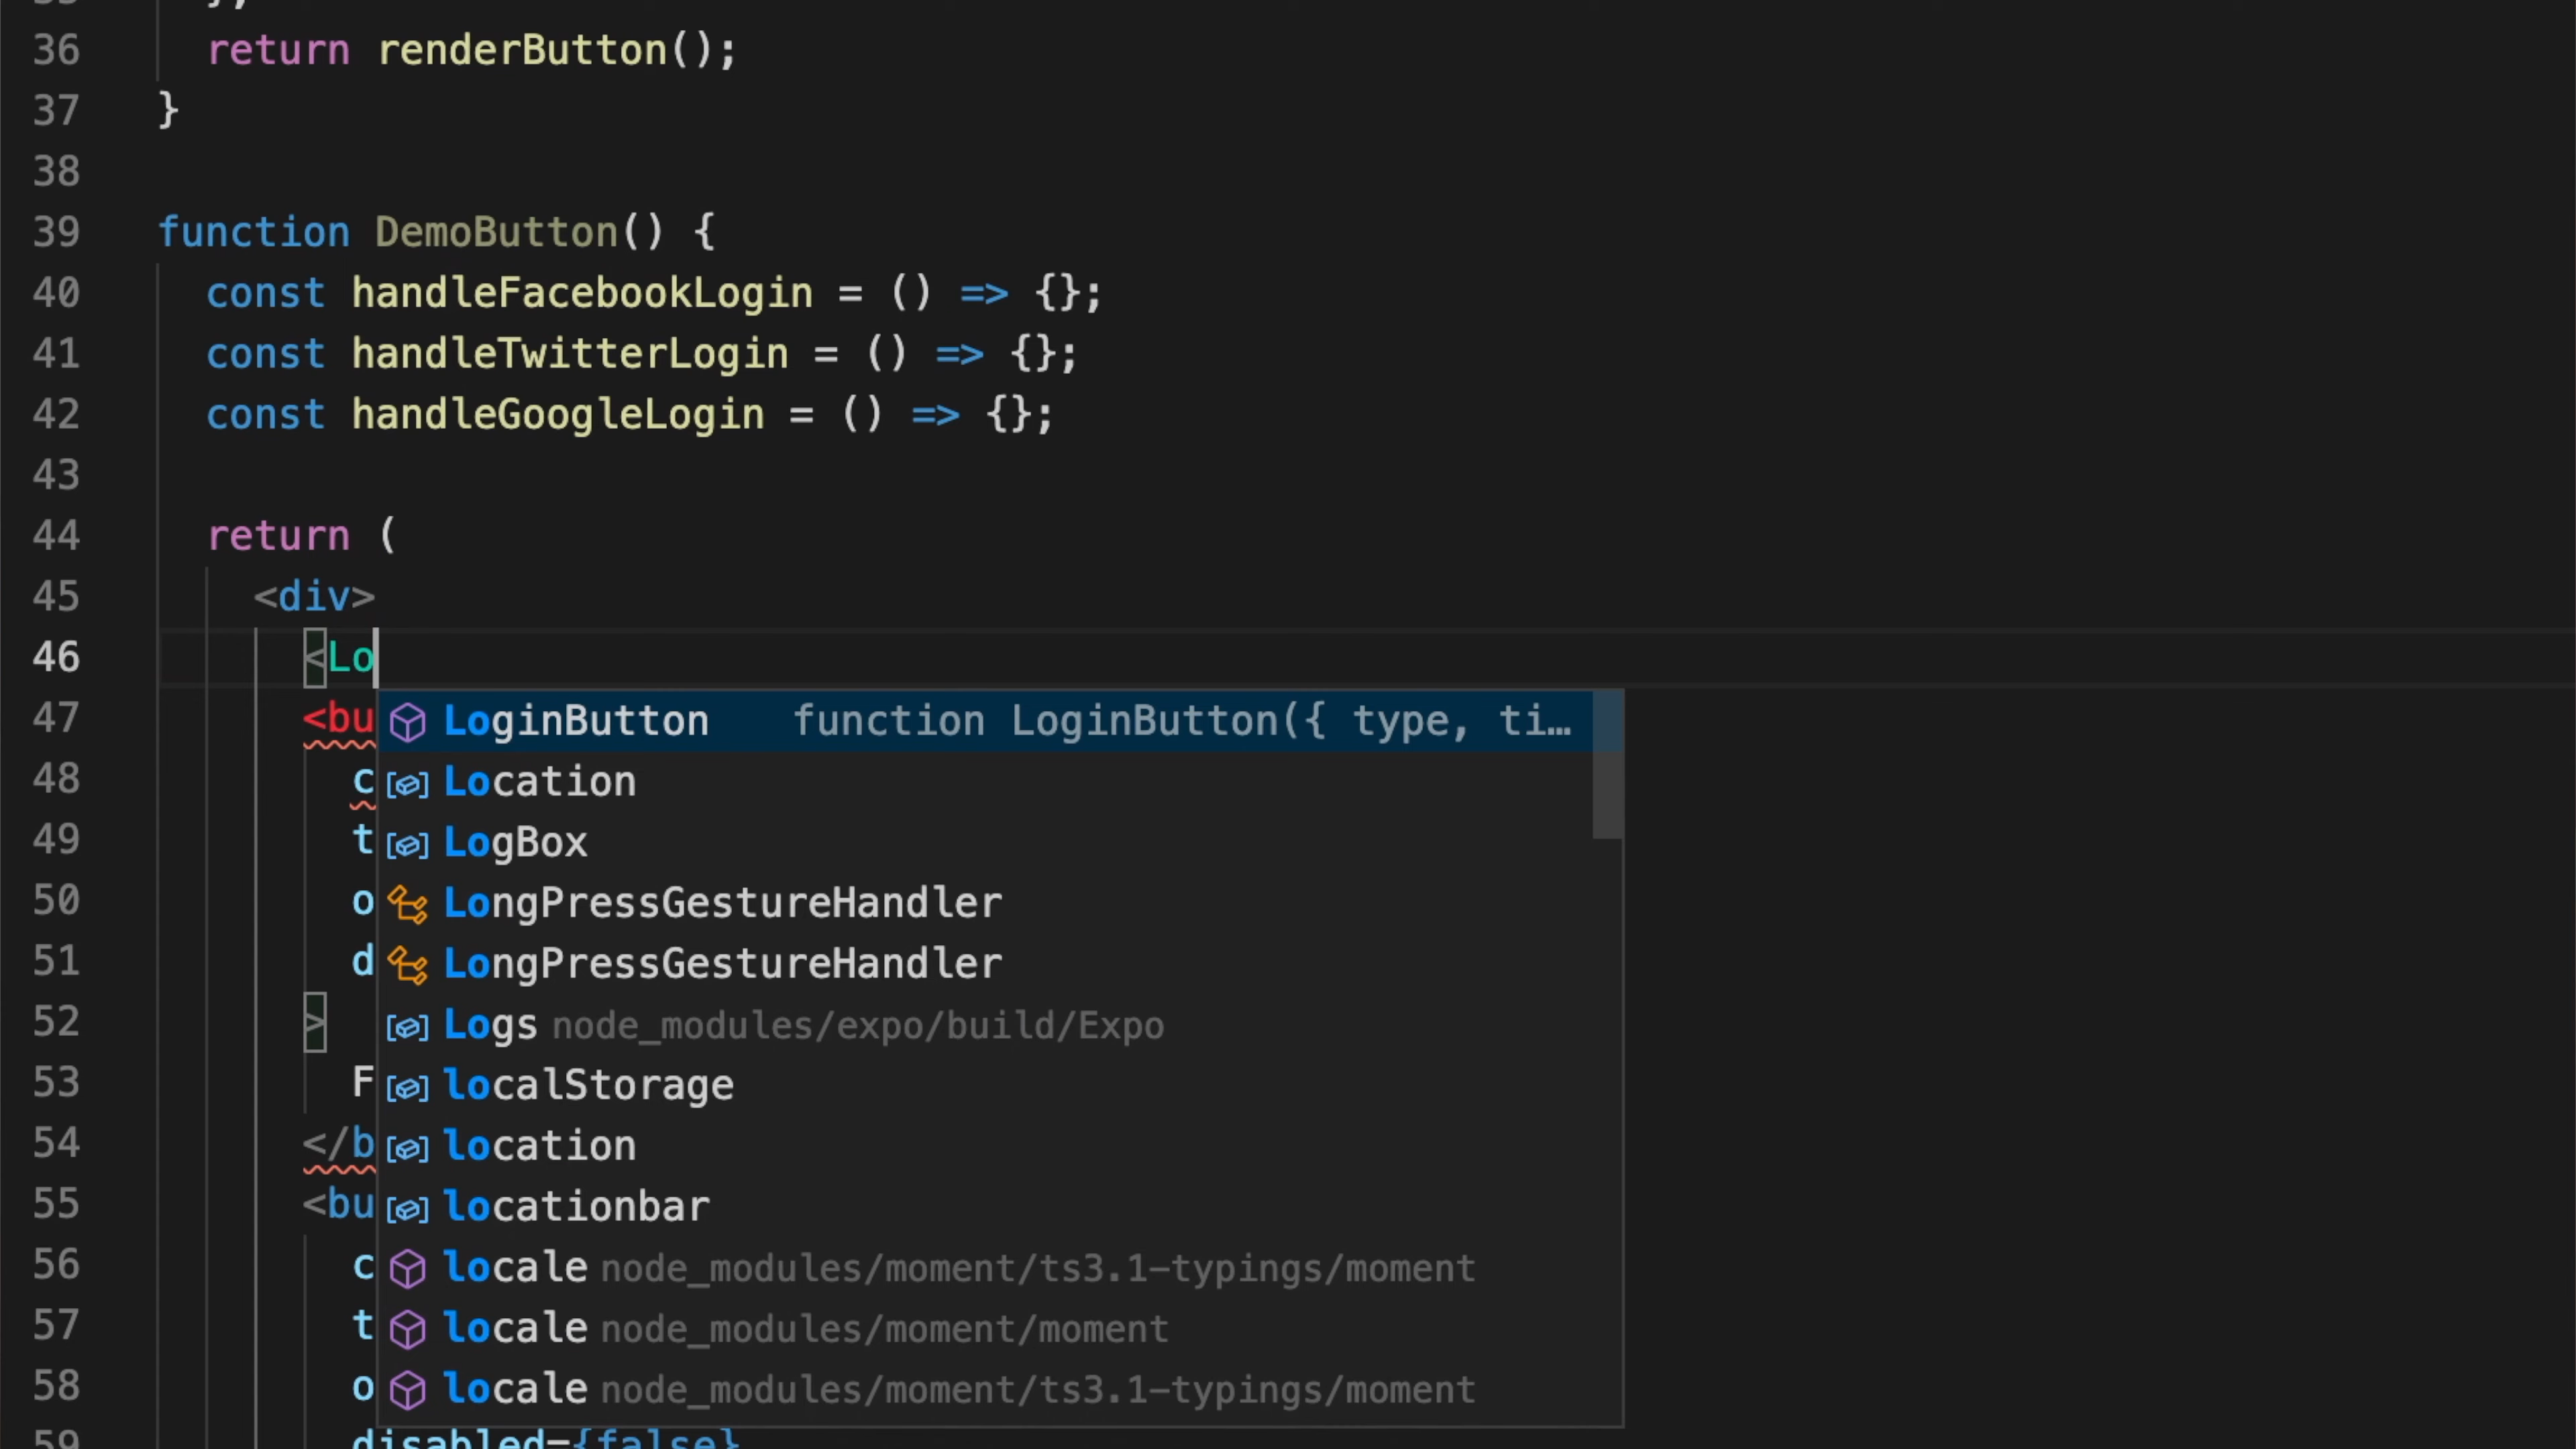 36 return renderButton();
37 }
38
39 function DemoButton() {
40 const handleFacebookLogin = () => {};
41 const handleTwitterLogin = () => {};
42 const handleGoogleLogin = () => {};
43
44 return (
45 <div>
46 <Lo
47 <bu LoginButton function LoginButton({ type, ti…
48 c Location
49 t LogBox
50 o LongPressGestureHandler
51 d LongPressGestureHandler
52 > Logs node_modules/expo/build/Expo
53 F localStorage
54 </b location
55 <bu locationbar
56 c locale node_modules/moment/ts3.1-typings/moment
57 t locale node_modules/moment/moment
58 o locale node_modules/moment/ts3.1-typings/moment
59 disabled={false}